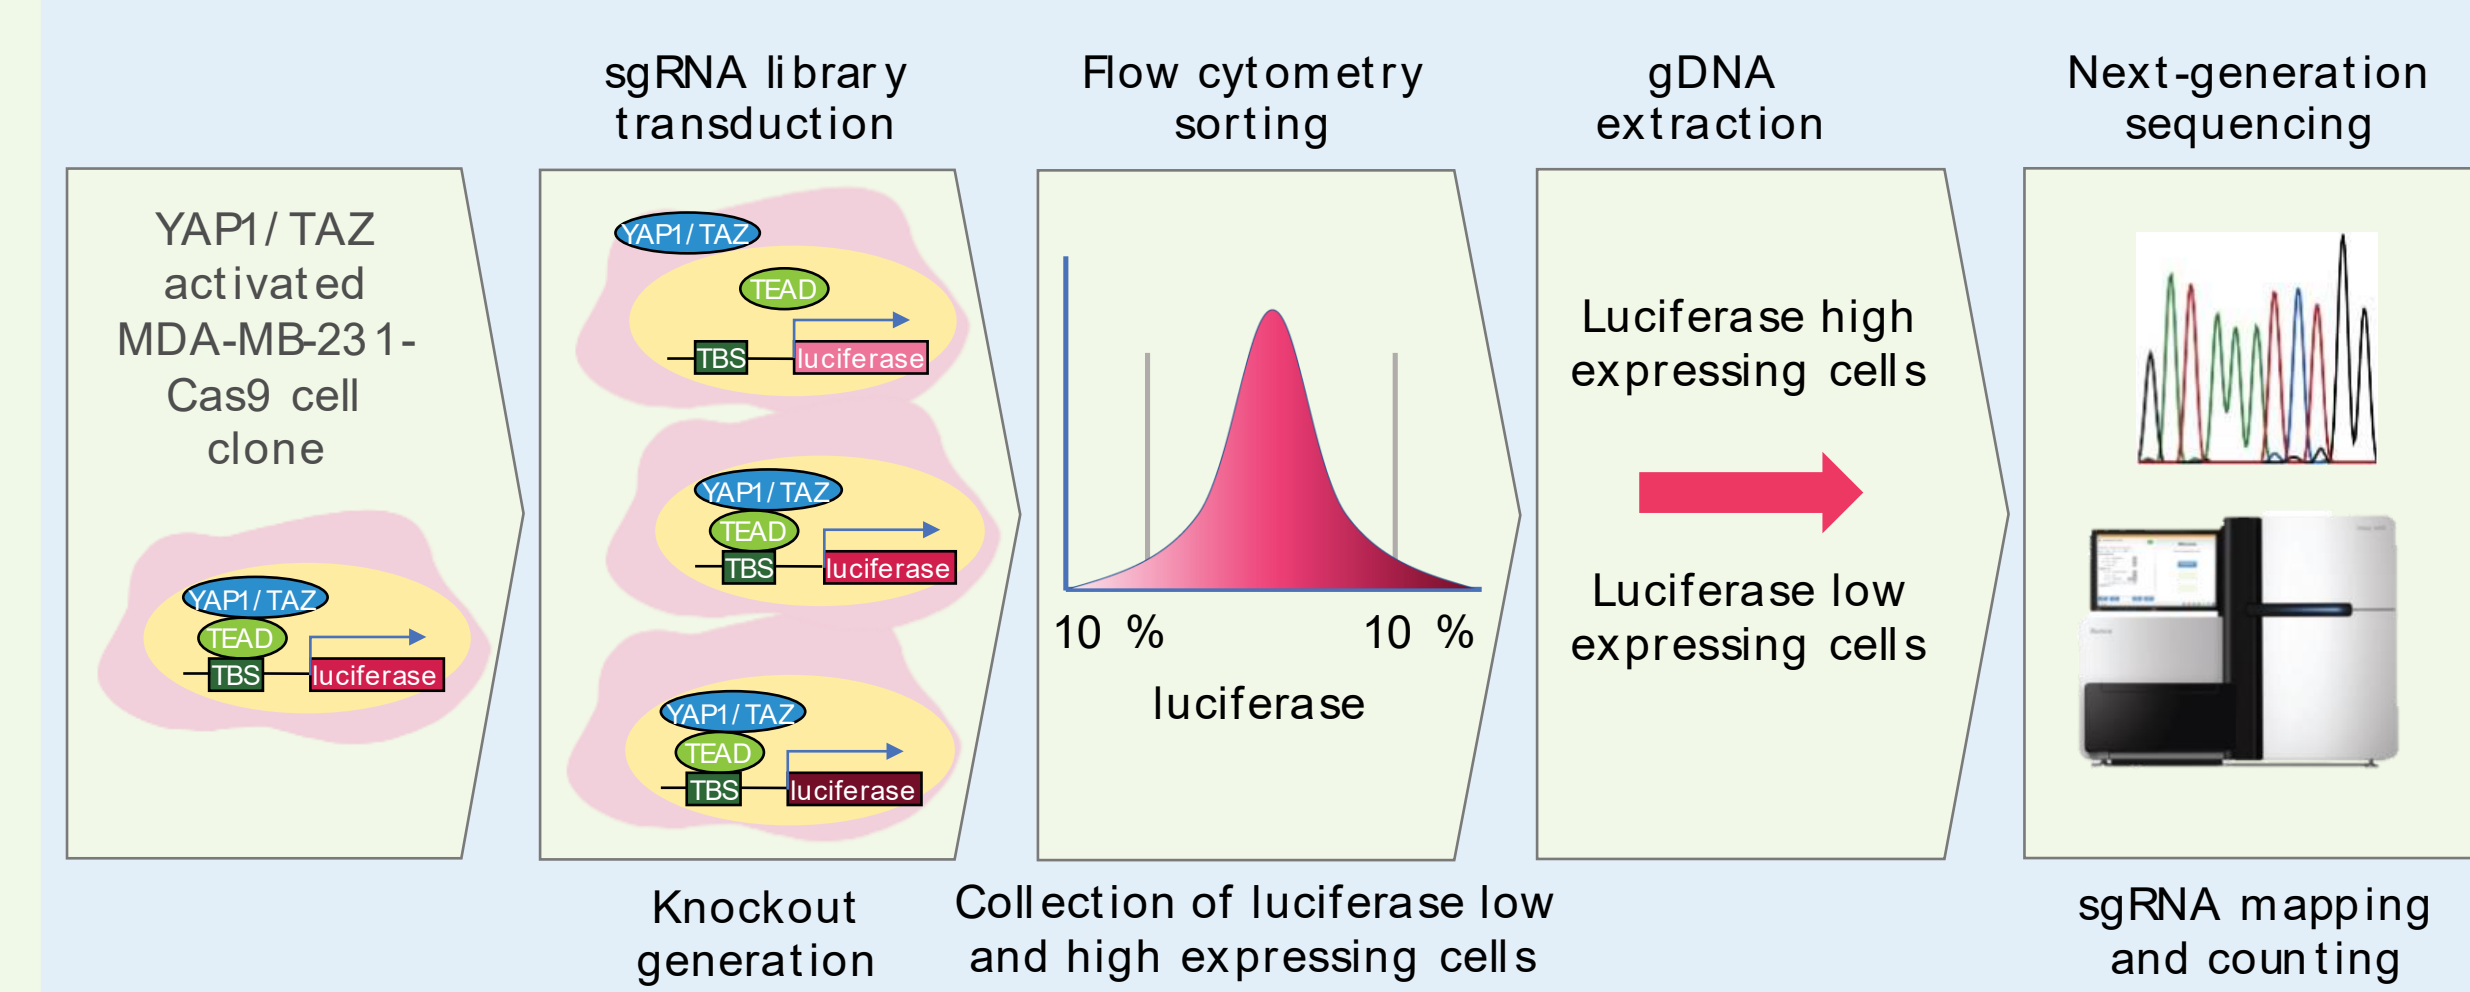 sgRNA library
transduction
Flow cytometry
sorting
gDNA
extraction
Next-generation
sequencing
YAP1/TAZ
activated
MDA-MB-231-
Cas9 cell
clone
YAP1/TAZ
TEAD
TBS
luciferase
YAP1/TAZ
TEAD
TBS
luciferase
YAP1/TAZ
TEAD
TBS
luciferase
YAP1/TAZ
TEAD
TBS
luciferase
10 %
10 %
luciferase
Luciferase high
expressing cells
Luciferase low
expressing cells
Knockout
generation
Collection of luciferase low
and high expressing cells
sgRNA mapping
and counting